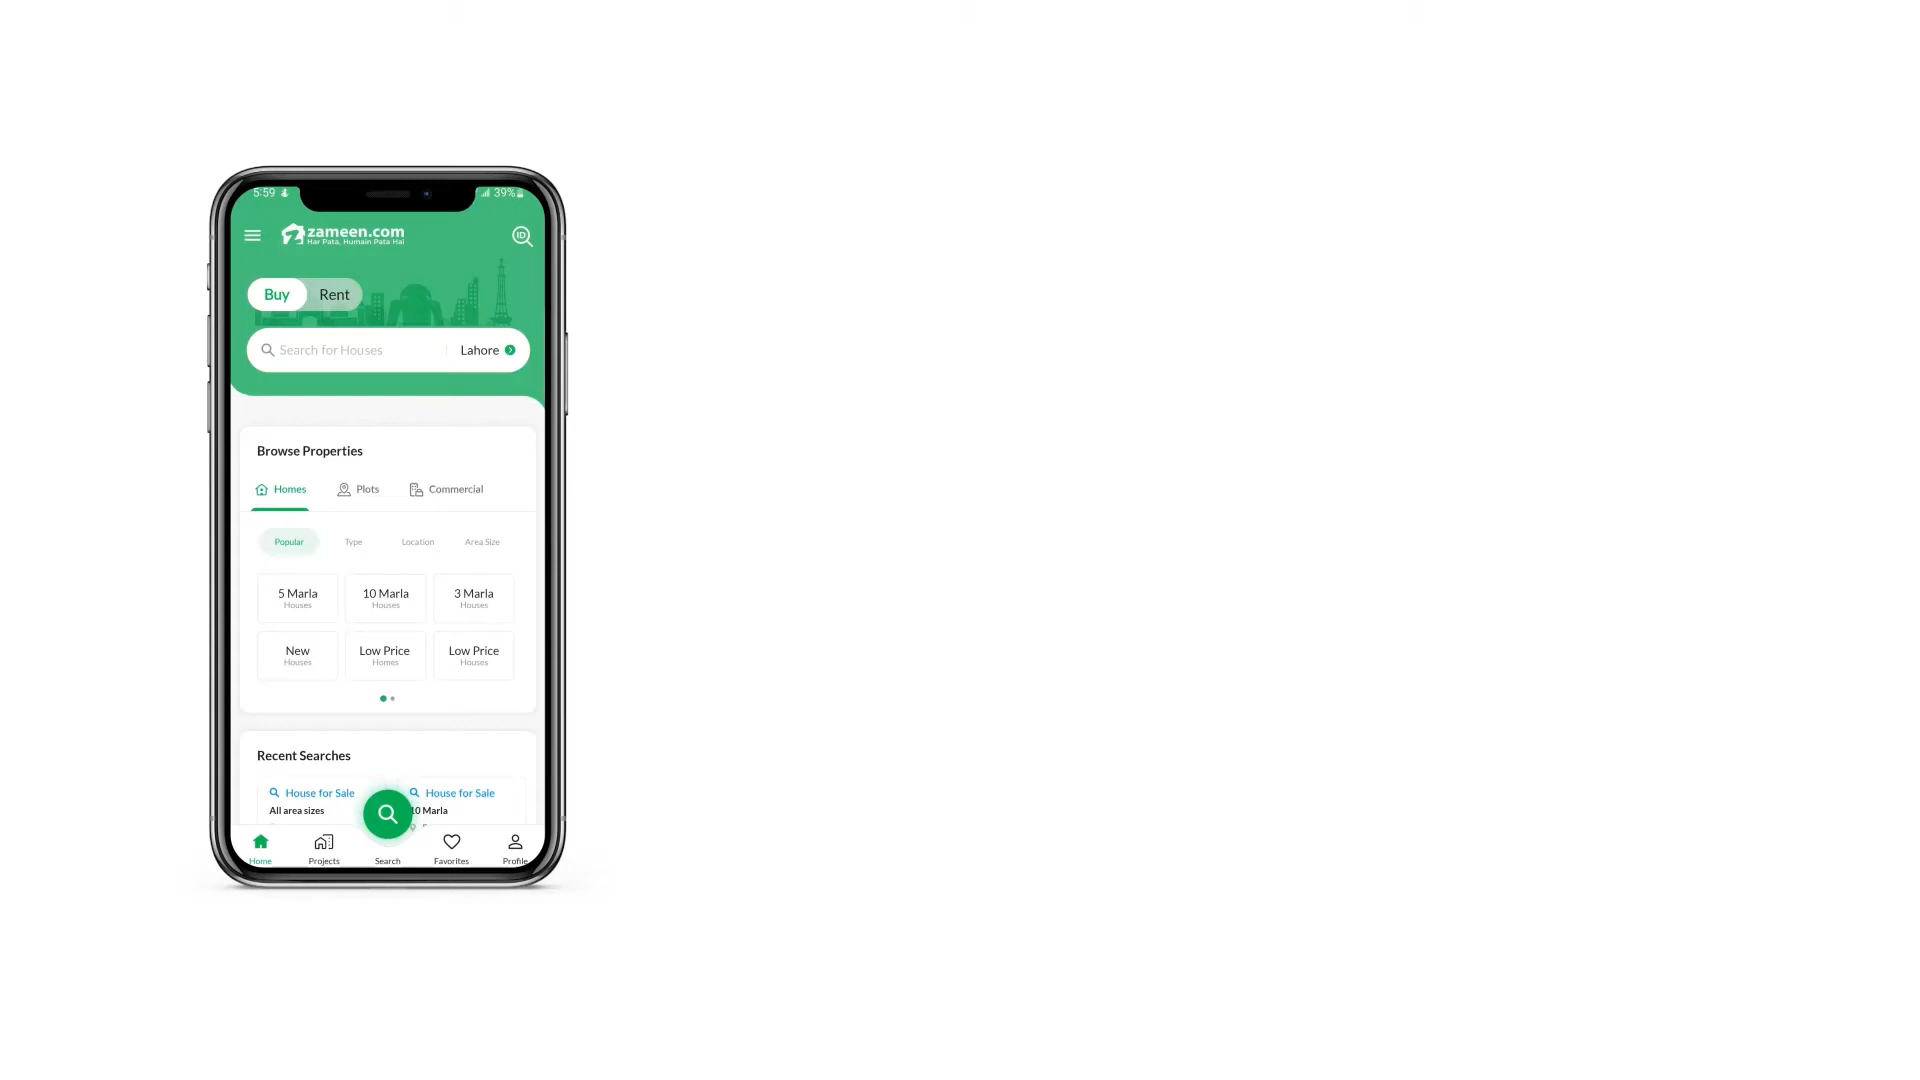 5:59
39%
zameen.com
Har Pata, Humain Pata Hai
ID
Buy
Rent
Search for Houses
Lahore
Browse Properties
Homes
Plots
Commercial
Popular
Type
Location
Area Size
5 Marla
Houses
10 Marla
Houses
3 Marla
Houses
New
Houses
Low Price
Homes
Low Price
Houses
Recent Searches
House for Sale
All area sizes
House for Sale
10 Marla
Home
Projects
Search
Favorites
Profile